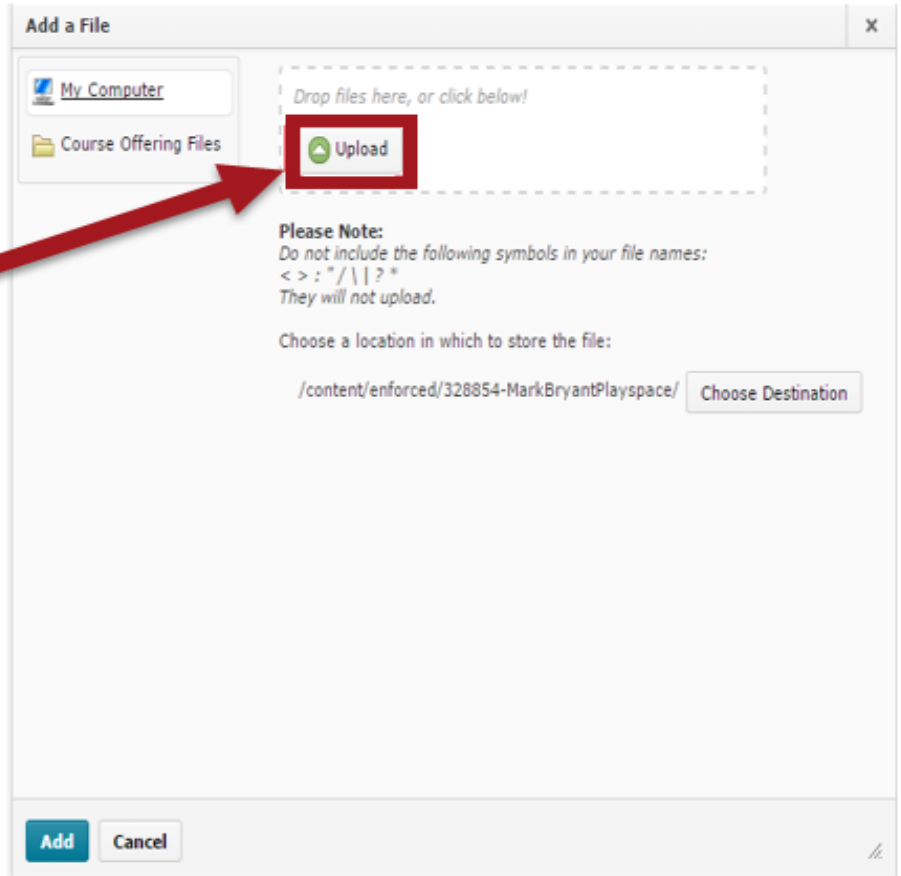 Add a File
x
My Computer
Course Offering Files
Drop files here, or click below!
Upload
Please Note:
Do not include the following symbols in your file names:
< > : " / \ | ? *
They will not upload.
Choose a location in which to store the file:
/content/enforced/328854-MarkBryantPlayspace/ Choose Destination
Add Cancel